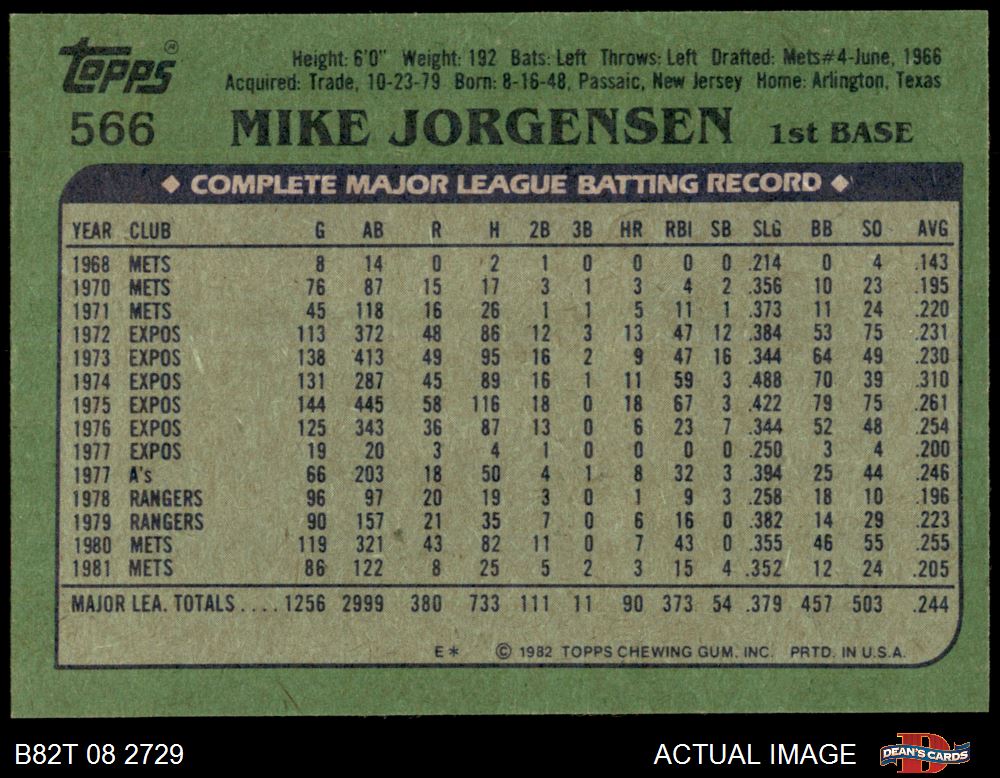 Topps®
Height: 6'0" Weight: 192 Bats: Left Throws: Left Drafted: Mets#4-June, 1966
Acquired: Trade, 10-23-79 Born: 8-16-48, Passaic, New Jersey Home: Arlington, Texas
566 MIKE JORGENSEN 1st BASE
◆ COMPLETE MAJOR LEAGUE BATTING RECORD ◆
YEAR CLUB G AB R H 2B 3B HR RBI SB SLG BB SO AVG
1968 METS 8 14 0 2 1 0 0 0 0 .214 0 4 .143
1970 METS 76 87 15 17 3 1 3 4 2 .356 10 23 .195
1971 METS 45 118 16 26 1 1 5 11 1 .373 11 24 .220
1972 EXPOS 113 372 48 86 12 3 13 47 12 .384 53 75 .231
1973 EXPOS 138 413 49 95 16 2 9 47 16 .344 64 49 .230
1974 EXPOS 131 287 45 89 16 1 11 59 3 .488 70 39 .310
1975 EXPOS 144 445 58 116 18 0 18 67 3 .422 79 75 .261
1976 EXPOS 125 343 36 87 13 0 6 23 7 .344 52 48 .254
1977 EXPOS 19 20 3 4 1 0 0 0 0 .250 3 4 .200
1977 A's 66 203 18 50 4 1 8 32 3 .394 25 44 .246
1978 RANGERS 96 97 20 19 3 0 1 9 3 .258 18 10 .196
1979 RANGERS 90 157 21 35 7 0 6 16 0 .382 14 29 .223
1980 METS 119 321 43 82 11 0 7 43 0 .355 46 55 .255
1981 METS 86 122 8 25 5 2 3 15 4 .352 12 24 .205
MAJOR LEA. TOTALS.... 1256 2999 380 733 111 11 90 373 54 .379 457 503 .244
E* © 1982 TOPPS CHEWING GUM. INC. PRTD. IN U.S.A.
B82T 08 2729 ACTUAL IMAGE DEAN'S CARDS